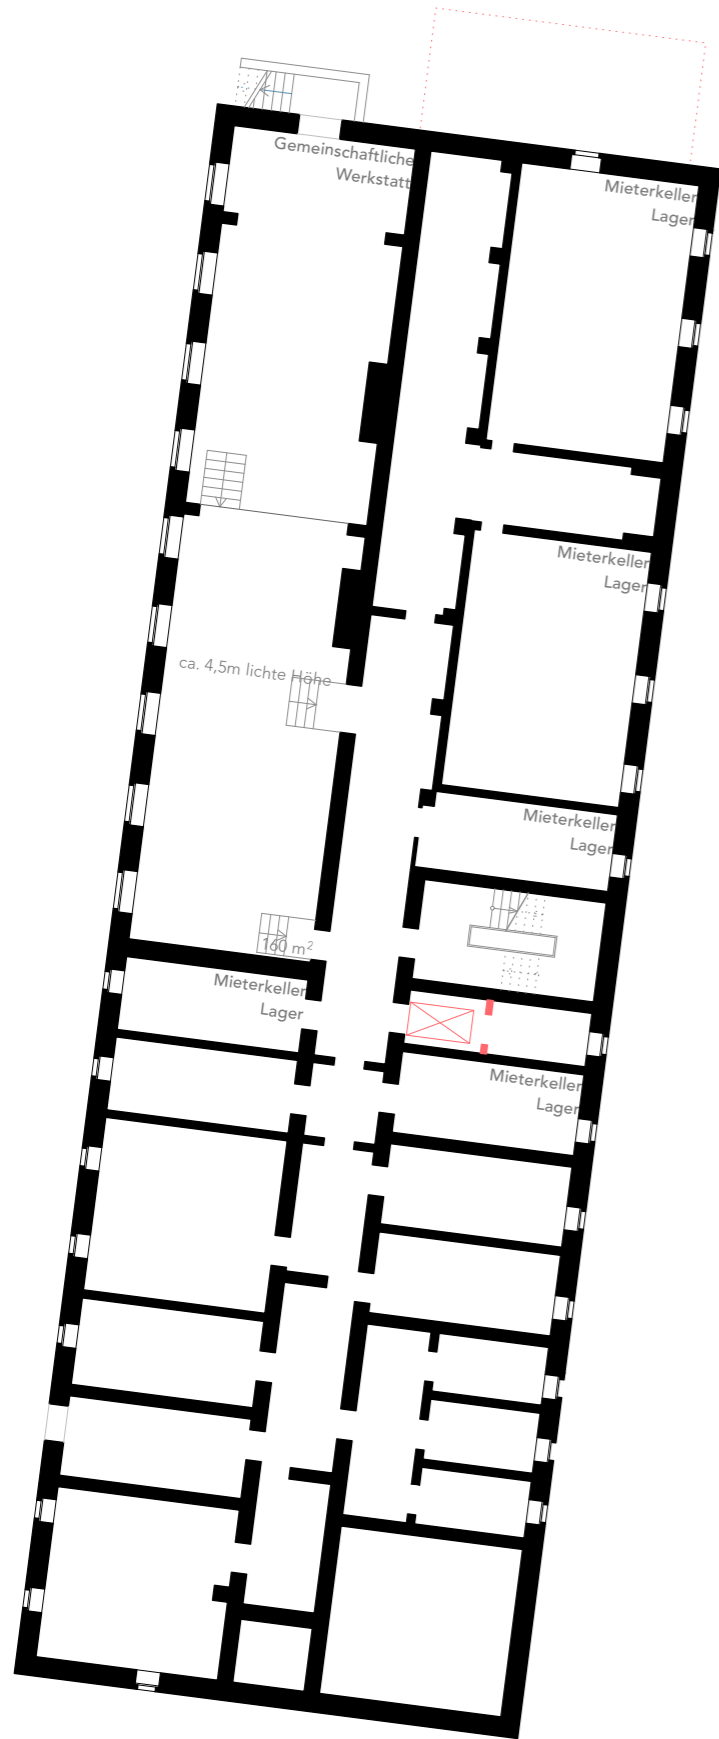 Gemeinschaftliche
Werkstatt
Mieterkeller
Lager
Mieterkeller
Lager
ca. 4,5m lichte Höhe
Mieterkeller
Lager
160 m²
Mieterkeller
Lager
Mieterkeller
Lager